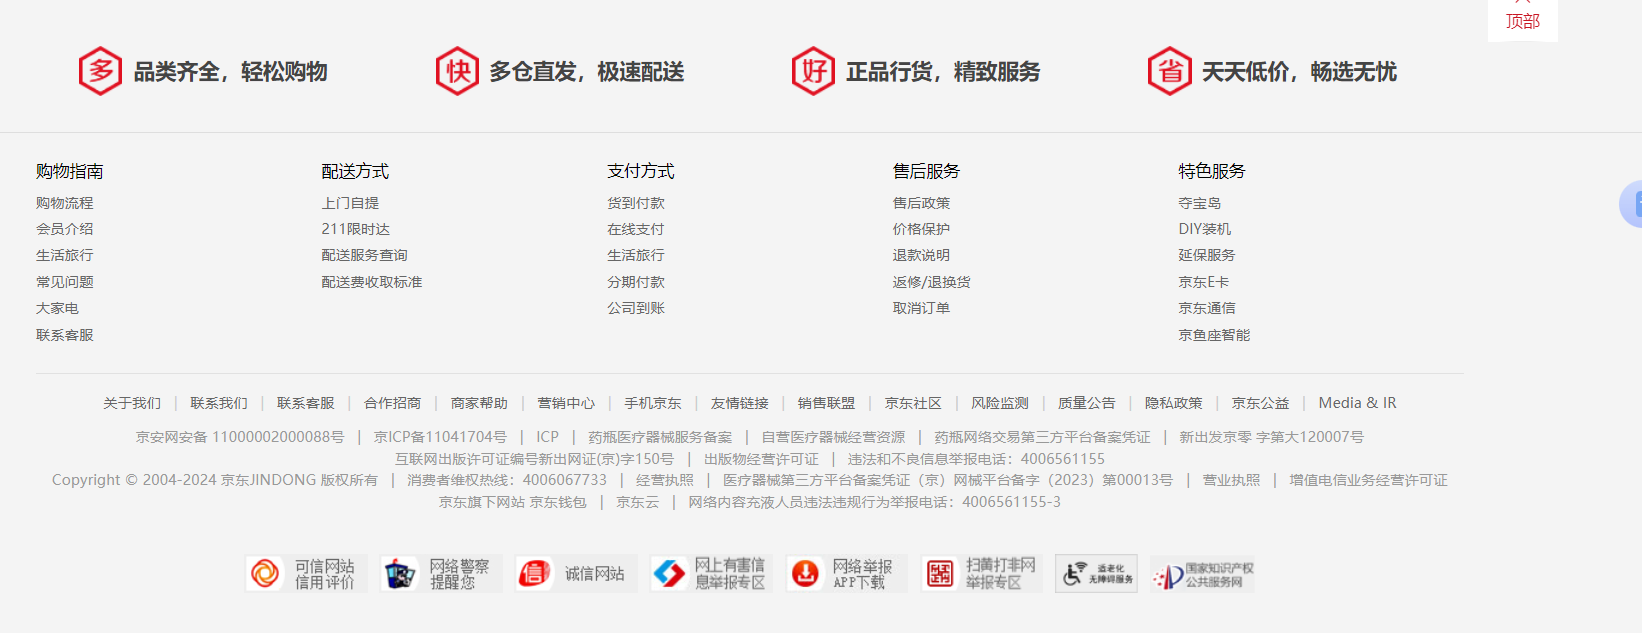 顶部
多 品类齐全，轻松购物 快 多仓直发，极速配送 好 正品行货，精致服务 省 天天低价，畅选无忧
购物指南 配送方式 支付方式 售后服务 特色服务
购物流程 上门自提 货到付款 售后政策 夺宝岛
会员介绍 211限时达 在线支付 价格保护 DIY装机
生活旅行 配送服务查询 生活旅行 退款说明 延保服务
常见问题 配送费收取标准 分期付款 返修/退换货 京东E卡
大家电 公司到账 取消订单 京东通信
联系客服 京鱼座智能
关于我们 | 联系我们 | 联系客服 | 合作招商 | 商家帮助 | 营销中心 | 手机京东 | 友情链接 | 销售联盟 | 京东社区 | 风险监测 | 质量公告 | 隐私政策 | 京东公益 | Media & IR
京安网安备 11000002000088号 | 京ICP备11041704号 | ICP | 药瓶医疗器械服务备案 | 自营医疗器械经营资源 | 药瓶网络交易第三方平台备案凭证 | 新出发京零 字第大120007号
互联网出版许可证编号新出网证(京)字150号 | 出版物经营许可证 | 违法和不良信息举报电话：4006561155
Copyright © 2004-2024 京东JINDONG 版权所有 | 消费者维权热线：4006067733 | 经营执照 | 医疗器械第三方平台备案凭证（京）网械平台备字（2023）第00013号 | 营业执照 | 增值电信业务经营许可证
京东旗下网站 京东钱包 | 京东云 | 网络内容充液人员违法违规行为举报电话：4006561155-3
可信网站 信用评价
网络警察 提醒您
信 诚信网站
网上有害信 息举报专区
网络举报 APP下载
扫黄打非网 举报专区
适老化 无障碍服务
国家知识产权 公共服务网